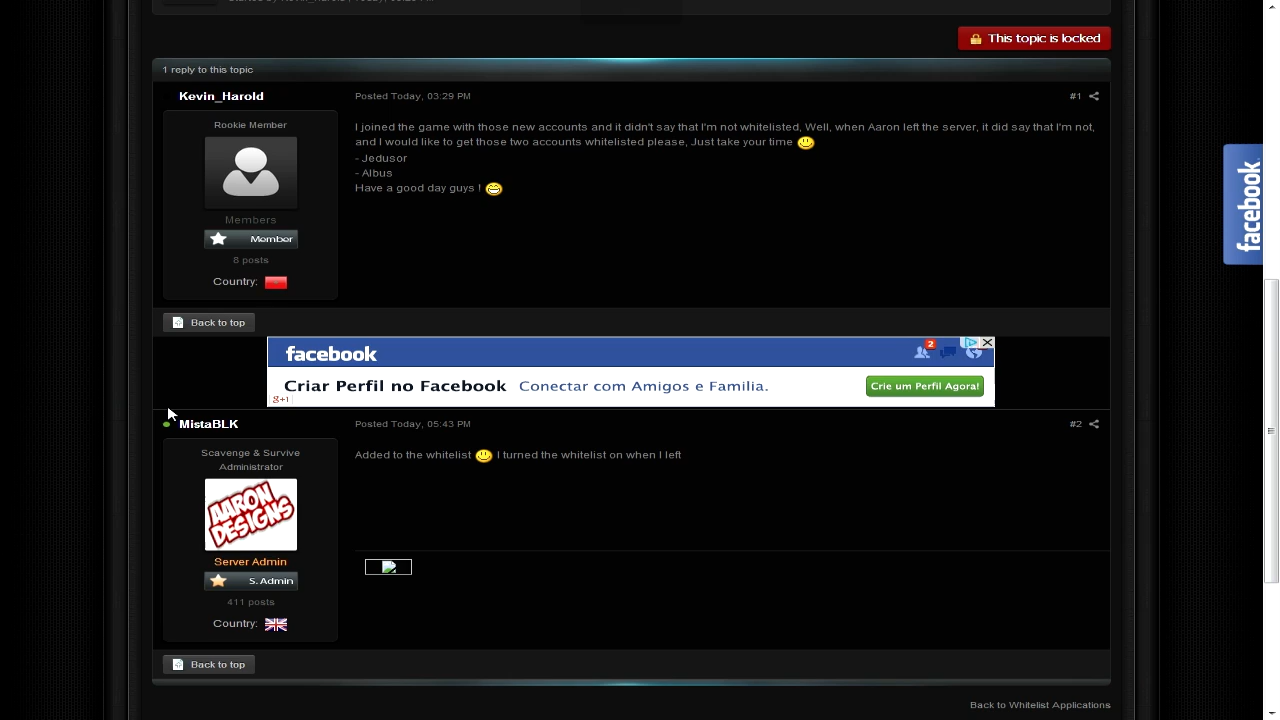 This topic is locked
1 reply to this topic
Kevin_Harold
Posted Today, 03:29 PM
#1
Rookie Member
I joined the game with those new accounts and it didn't say that I'm not whitelisted, Well, when Aaron left the server, it did say that I'm not,
and I would like to get those two accounts whitelisted please, Just take your time
- Jedusor
- Albus
Have a good day guys !
Members
Member
8 posts
Country:
Back to top
facebook
2
Criar Perfil no Facebook Conectar com Amigos e Familia.
Crie um Perfil Agora!
g+1
MistaBLK
Posted Today, 05:43 PM
#2
Scavenge & Survive
Administrator
Added to the whitelist I turned the whitelist on when I left
AARON
DESIGNS
Server Admin
S. Admin
411 posts
Country:
Back to top
Back to Whitelist Applications
facebook